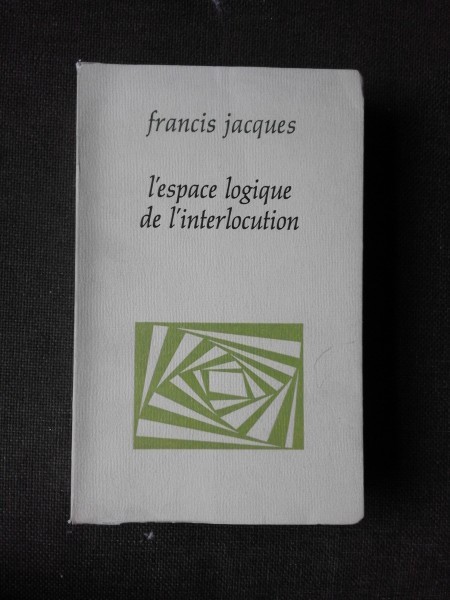 francis jacques
l'espace logique
de l'interlocution